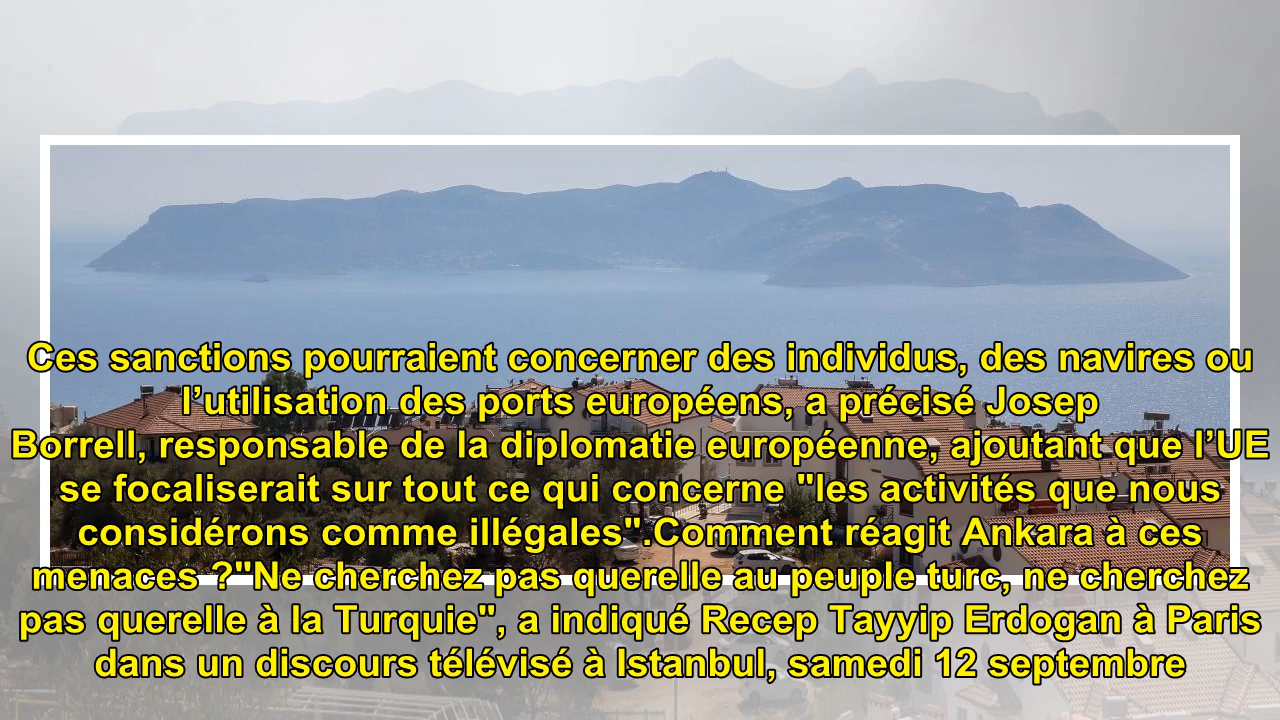 Ces sanctions pourraient concerner des individus, des navires ou
l’utilisation des ports européens, a précisé Josep
Borrell, responsable de la diplomatie européenne, ajoutant que l’UE
se focaliserait sur tout ce qui concerne "les activités que nous
considérons comme illégales".Comment réagit Ankara à ces
menaces ?"Ne cherchez pas querelle au peuple turc, ne cherchez
pas querelle à la Turquie", a indiqué Recep Tayyip Erdogan à Paris
dans un discours télévisé à Istanbul, samedi 12 septembre